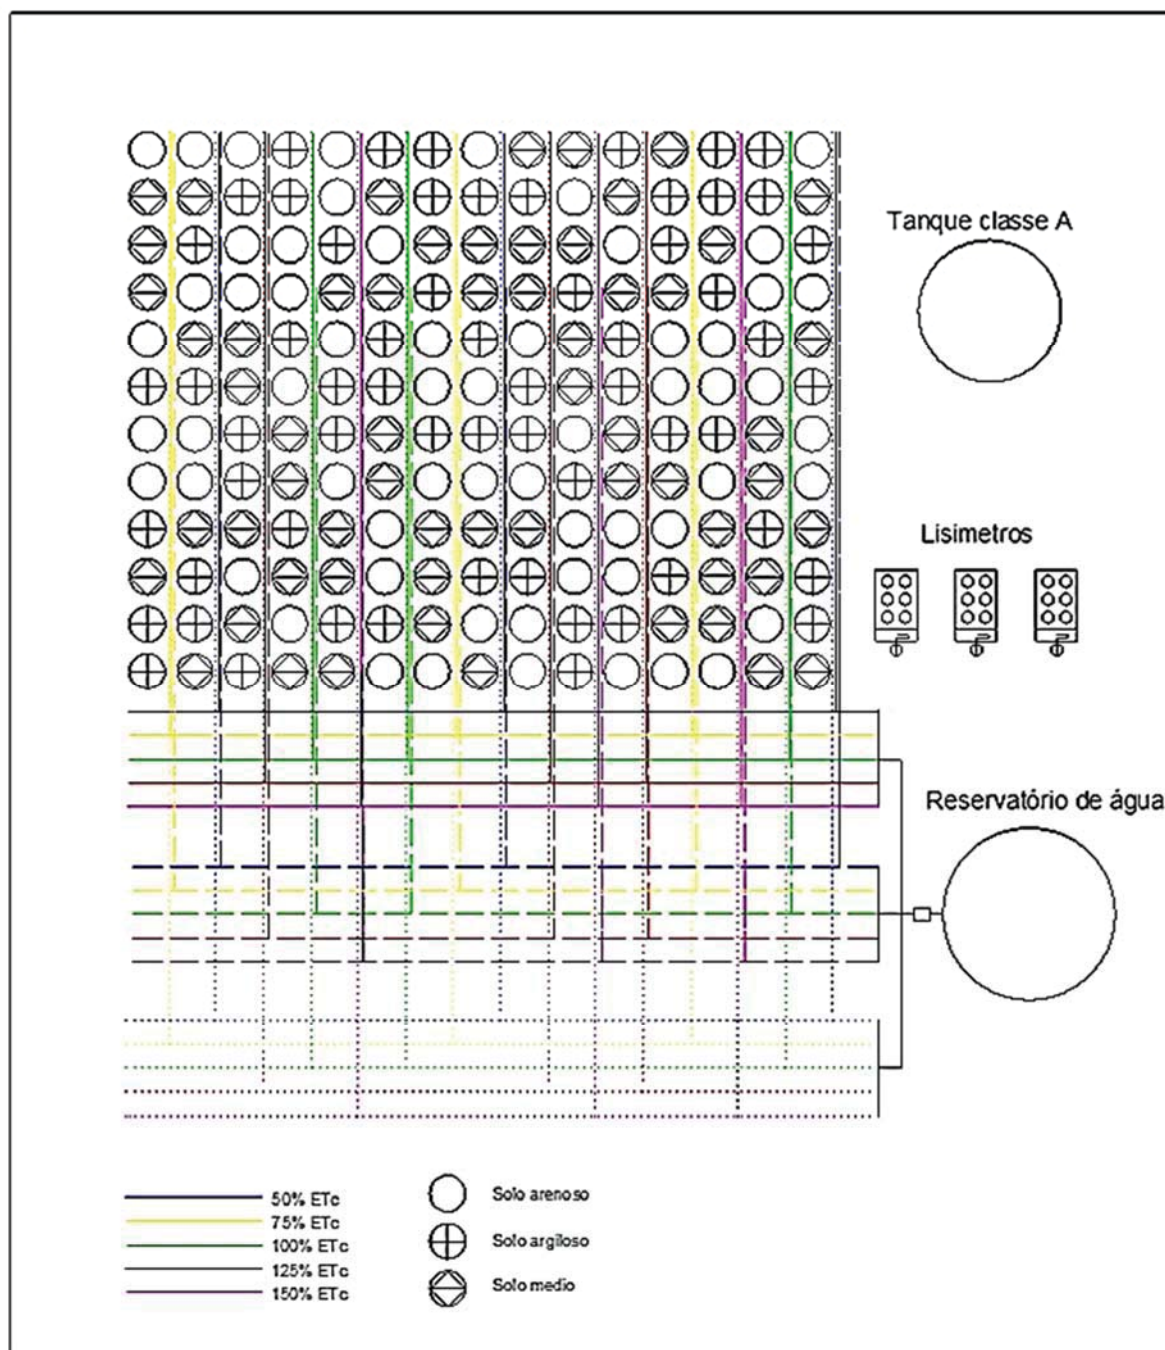 Tanque classe A
Lisimetros
Reservatório de água
50% ETc
75% ETc
100% ETc
125% ETc
150% ETc
Solo arenoso
Solo argiloso
Solo medio